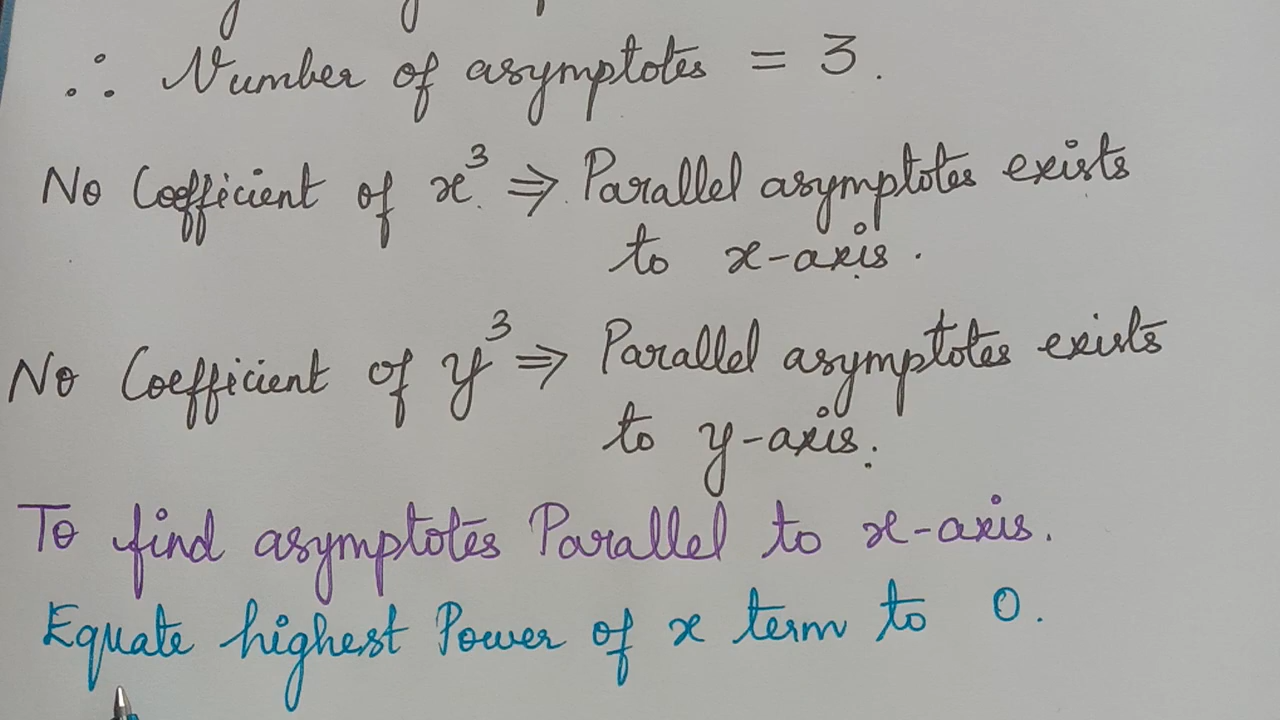 ∴ Number of asymptotes = 3.
No Coefficient of x³ ⇒ Parallel asymptotes exists
to x-axis.
No Coefficient of y³ ⇒ Parallel asymptotes exists
to y-axis.
To find asymptotes Parallel to x-axis.
Equate highest Power of x term to 0.